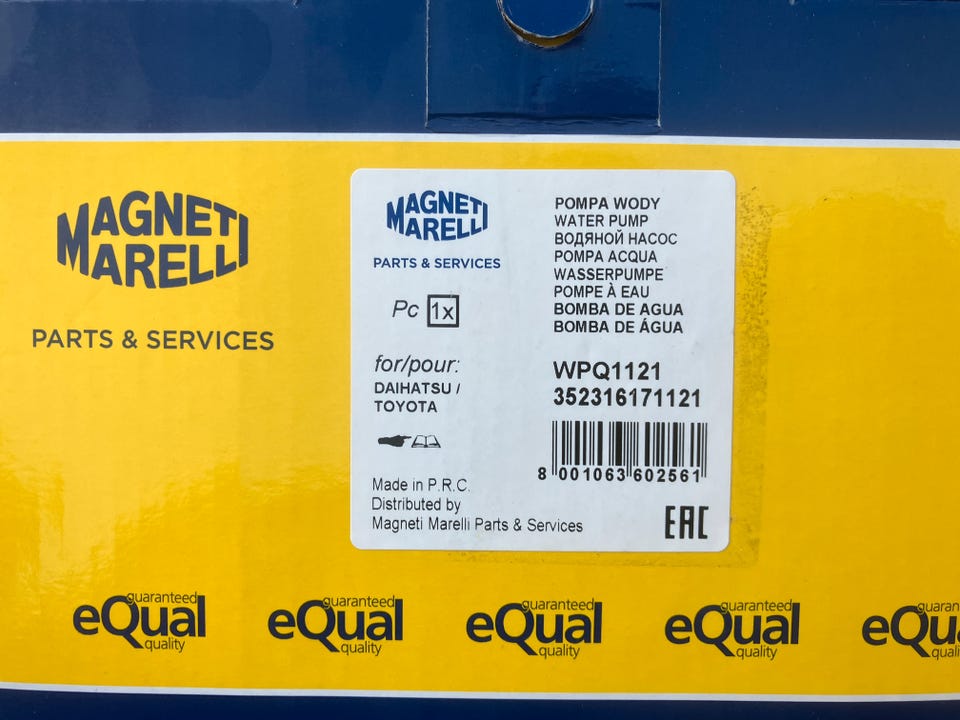 MAGNETI
MARELLI
PARTS & SERVICES
MAGNETI
MARELLI
PARTS & SERVICES
Pc 1x
for/pour:
DAIHATSU /
TOYOTA
Made in P.R.C.
Distributed by
Magneti Marelli Parts & Services
POMPA WODY
WATER PUMP
ВОДЯНОЙ НАСОС
POMPA ACQUA
WASSERPUMPE
POMPE À EAU
BOMBA DE AGUA
BOMBA DE ÁGUA
WPQ1121
352316171121
8 001063 602561
EAC
guaranteed
eQual
quality
guaranteed
eQual
quality
guaranteed
eQual
quality
guaranteed
eQual
quality
guaran
eQu
quali